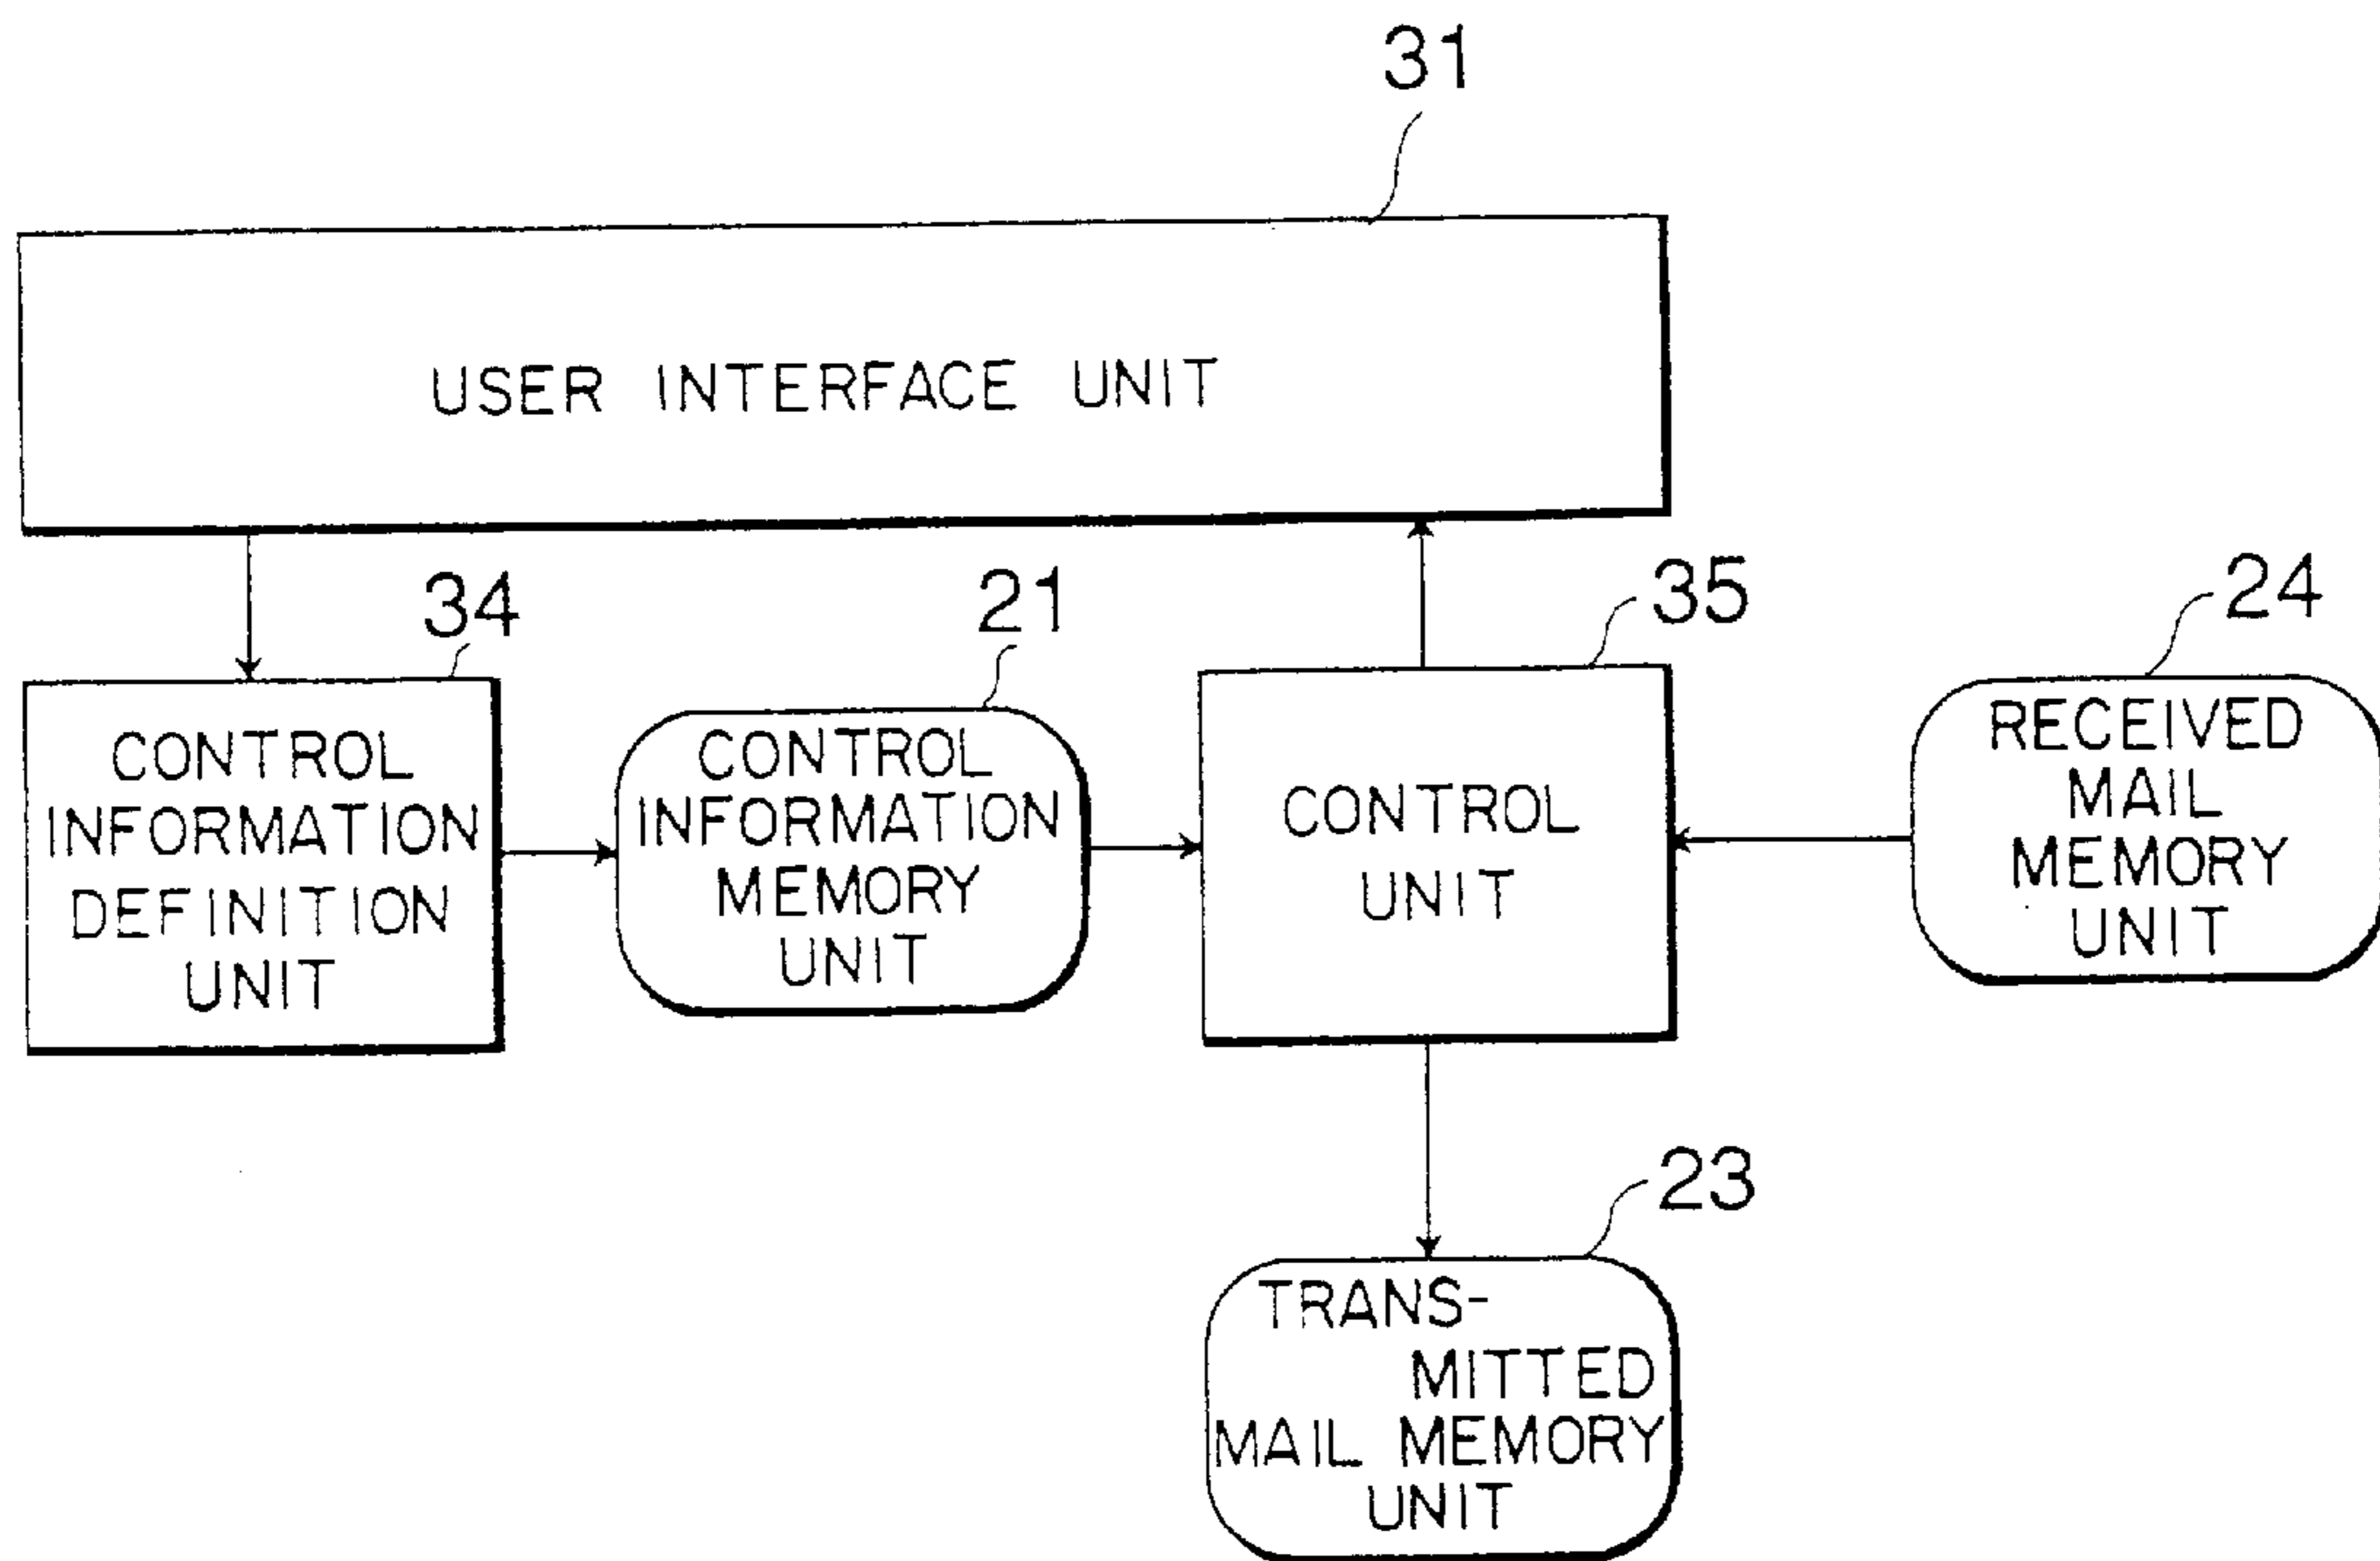 31
USER INTERFACE UNIT
34
21
35
24
CONTROL
INFORMATION
DEFINITION
UNIT
CONTROL
INFORMATION
MEMORY
UNIT
CONTROL
UNIT
RECEIVED
MAIL
MEMORY
UNIT
23
TRANS-
MITTED
MAIL MEMORY
UNIT